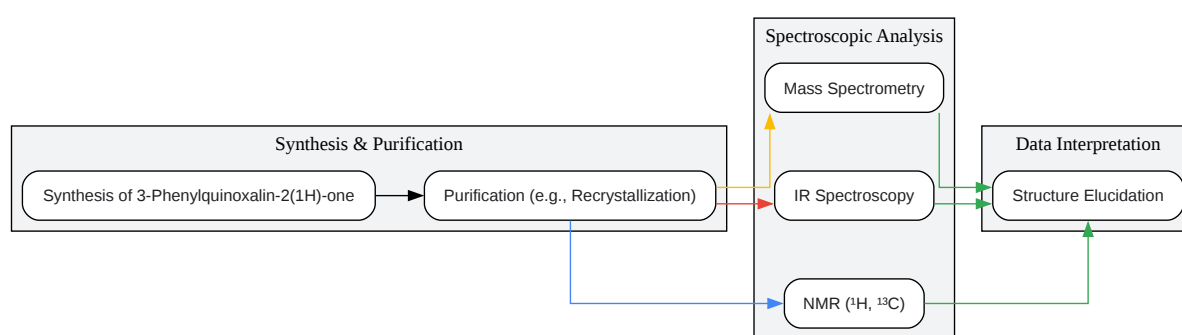 Spectroscopic Analysis
Mass Spectrometry
Synthesis & Purification
Data Interpretation
Synthesis of 3-Phenylquinoxalin-2(1H)-one
Purification (e.g., Recrystallization)
IR Spectroscopy
Structure Elucidation
NMR (¹H, ¹³C)